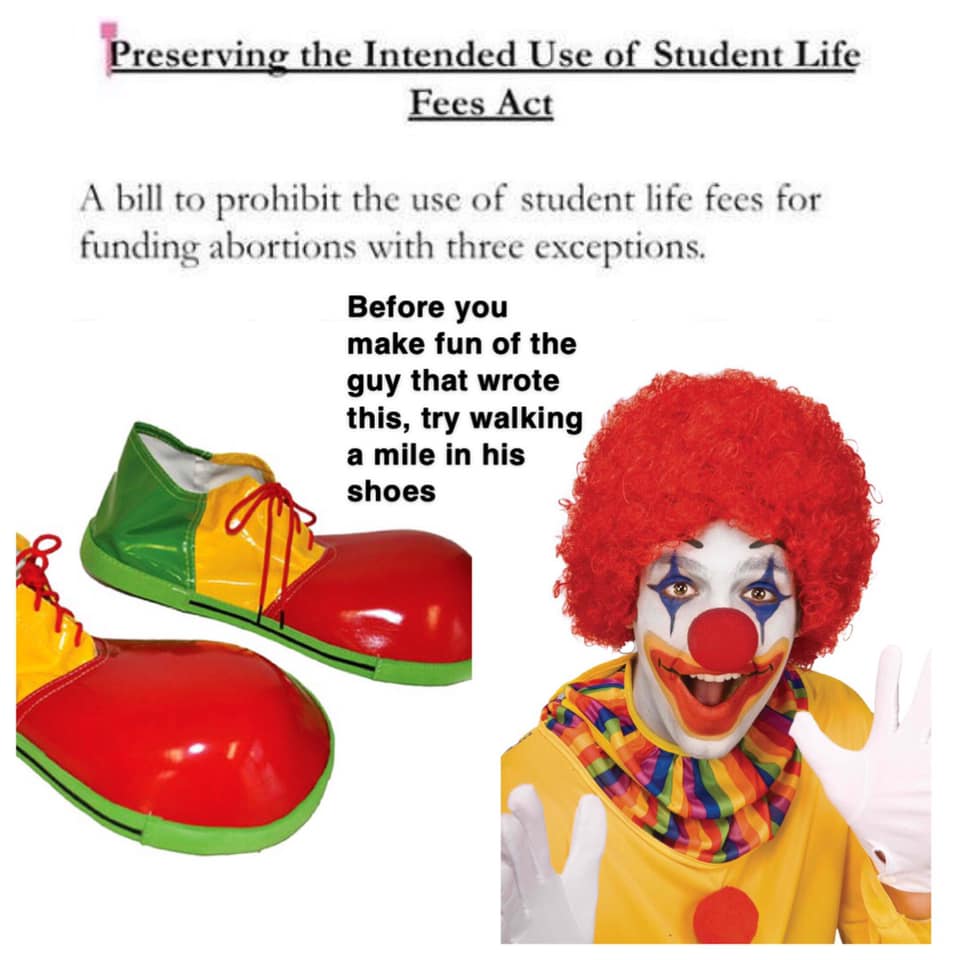 Preserving the Intended Use of Student Life
Fees Act
A bill to prohibit the use of student life fees for
funding abortions with three exceptions.
Before you
make fun of the
guy that wrote
this, try walking
a mile in his
shoes